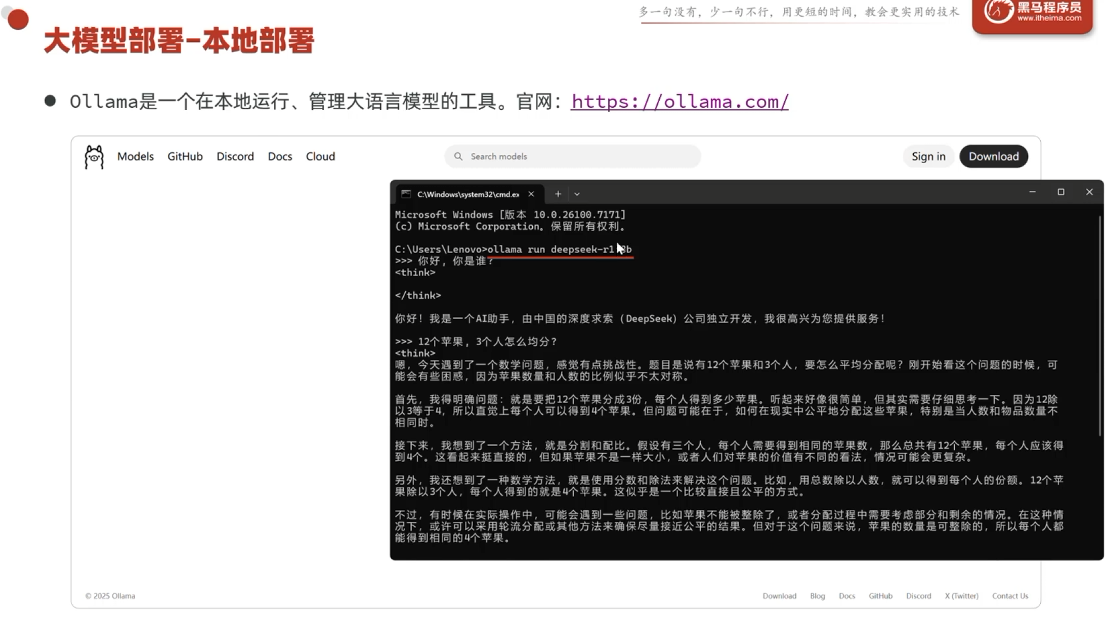 多一句没有，少一句不行，用更短的时间，教会更实用的技术
黑马程序员
www.itheima.com
大模型部署-本地部署
Ollama是一个在本地运行、管理大语言模型的工具。官网：https://ollama.com/
Models GitHub Discord Docs Cloud Search models Sign in Download
C:\Windows\system32\cmd.ex
Microsoft Windows [版本 10.0.26100.7171]
(c) Microsoft Corporation。保留所有权利。
C:\Users\Lenovo>ollama run deepseek-r1
>>> 你好，你是谁?
<think>
</think>
你好！我是一个AI助手，由中国的深度求索（DeepSeek）公司独立开发，我很高兴为您提供服务！
>>> 12个苹果，3个人怎么均分?
<think>
嗯，今天遇到了一个数学问题，感觉有点挑战性。题目是说有12个苹果和3个人，要怎么平均分配呢？刚开始看这个问题的时候，可
能会有些困惑，因为苹果数量和人数的比例似乎不太对称。
首先，我得明确问题：就是要把12个苹果分成3份，每个人得到多少苹果。听起来好像很简单，但其实需要仔细思考一下。因为12除
以3等于4，所以直觉上每个人可以得到4个苹果。但问题可能在于，如何在现实中公平地分配这些苹果，特别是当人数和物品数量不
相同时。
接下来，我想到了一个方法，就是分割和配比。假设有三个人，每个人需要得到相同的苹果数，那么总共有12个苹果，每个人应该得
到4个。这看起来挺直接的，但如果苹果不是一样大小，或者人们对苹果的价值有不同的看法，情况可能会更复杂。
另外，我还想到了一种数学方法，就是使用分数和除法来解决这个问题。比如，用总数除以人数，就可以得到每个人的份额。12个苹
果除以3个人，每个人得到的就是4个苹果。这似乎是一个比较直接且公平的方式。
不过，有时候在实际操作中，可能会遇到一些问题，比如苹果不能被整除了，或者分配过程中需要考虑部分和剩余的情况。在这种情
况下，或许可以采用轮流分配或其他方法来确保尽量接近公平的结果。但对于这个问题来说，苹果的数量是可整除的，所以每个人都
能得到相同的4个苹果。
© 2025 Ollama Download Blog Docs GitHub Discord X (Twitter) Contact Us